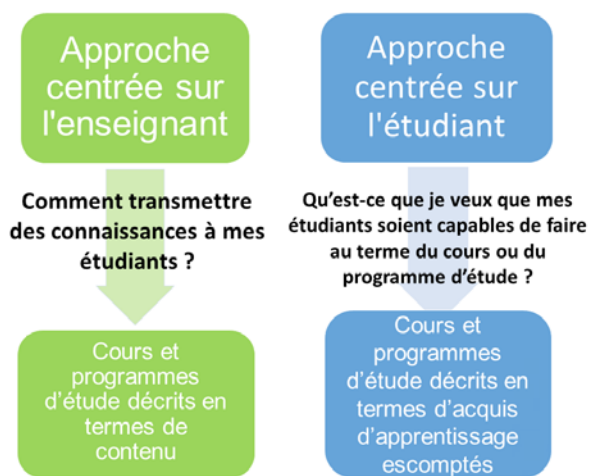 Approche
centrée sur
l'enseignant
Comment transmettre
des connaissances à mes
étudiants ?
Cours et
programmes
d'étude décrits en
termes de
contenu
Approche
centrée sur
l'étudiant
Qu'est-ce que je veux que mes
étudiants soient capables de faire
au terme du cours ou du
programme d'étude ?
Cours et
programmes
d'étude décrits en
termes d'acquis
d'apprentissage
escomptés